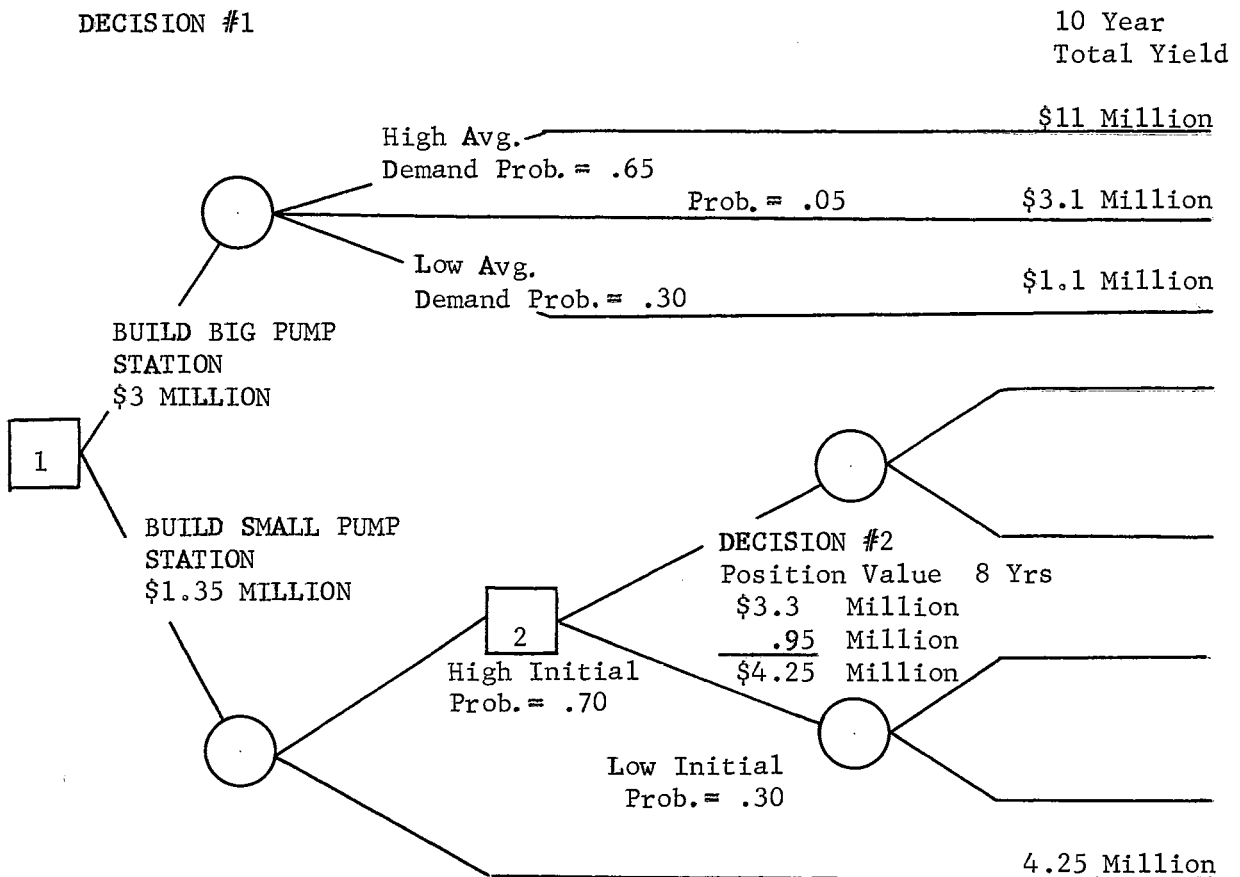 DECISION #1
10 Year
Total Yield
$11 Million
High Avg.
Demand Prob. = .65
Prob. = .05
$3.1 Million
Low Avg.
Demand Prob. = .30
$1.1 Million
BUILD BIG PUMP
STATION
$3 MILLION
1
BUILD SMALL PUMP
STATION
$1.35 MILLION
DECISION #2
Position Value 8 Yrs
$3.3 Million
.95 Million
$4.25 Million
2
High Initial
Prob. = .70
Low Initial
Prob. = .30
4.25 Million